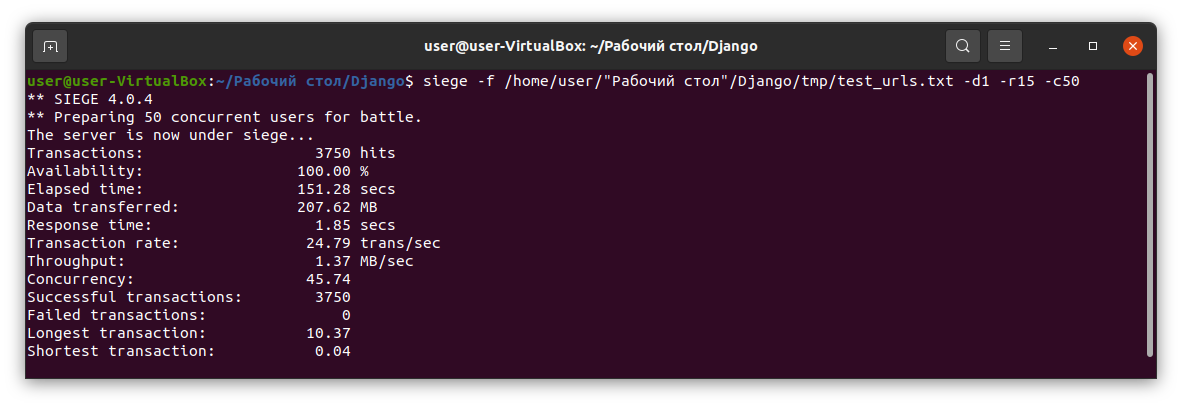 user@user-VirtualBox: ~/Рабочий стол/Django
user@user-VirtualBox:~/Рабочий стол/Django$ siege -f /home/user/"Рабочий стол"/Django/tmp/test_urls.txt -d1 -r15 -c50
** SIEGE 4.0.4
** Preparing 50 concurrent users for battle.
The server is now under siege...
Transactions: 3750 hits
Availability: 100.00 %
Elapsed time: 151.28 secs
Data transferred: 207.62 MB
Response time: 1.85 secs
Transaction rate: 24.79 trans/sec
Throughput: 1.37 MB/sec
Concurrency: 45.74
Successful transactions: 3750
Failed transactions: 0
Longest transaction: 10.37
Shortest transaction: 0.04